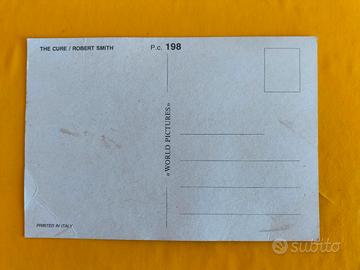 THE CURE / ROBERT SMITH
P.c. 198
«WORLD PICTURES»
PRINTED IN ITALY
subito